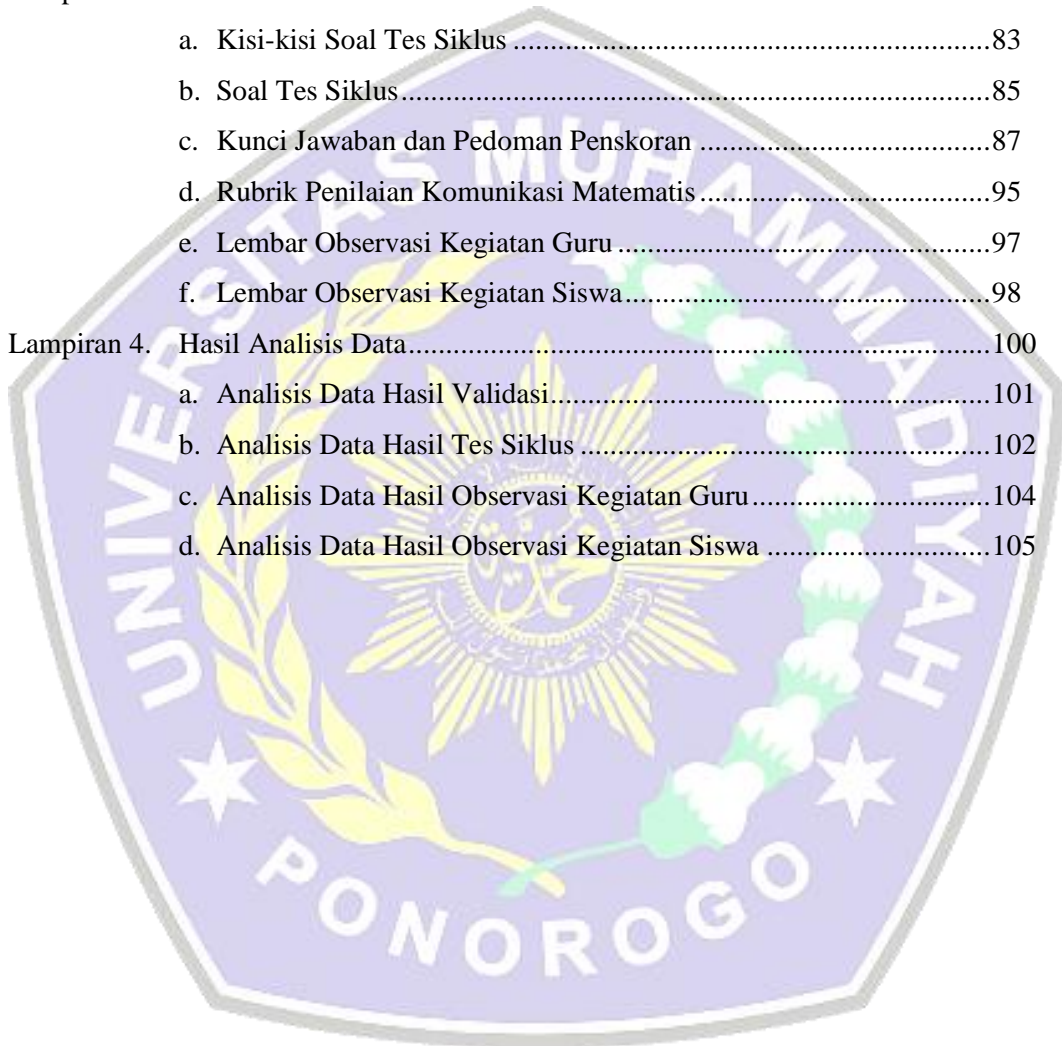 a. Kisi-kisi Soal Tes Siklus ................................................................83
b. Soal Tes Siklus................................................................................85
c. Kunci Jawaban dan Pedoman Penskoran .......................................87
d. Rubrik Penilaian Komunikasi Matematis.......................................95
e. Lembar Observasi Kegiatan Guru ..................................................97
f. Lembar Observasi Kegiatan Siswa.................................................98
Lampiran 4. Hasil Analisis Data....................................................................................100
a. Analisis Data Hasil Validasi...........................................................101
b. Analisis Data Hasil Tes Siklus .......................................................102
c. Analisis Data Hasil Observasi Kegiatan Guru................................104
d. Analisis Data Hasil Observasi Kegiatan Siswa ..............................105
UNIVERSITAS MUHAMMADIYAH
PONOROGO